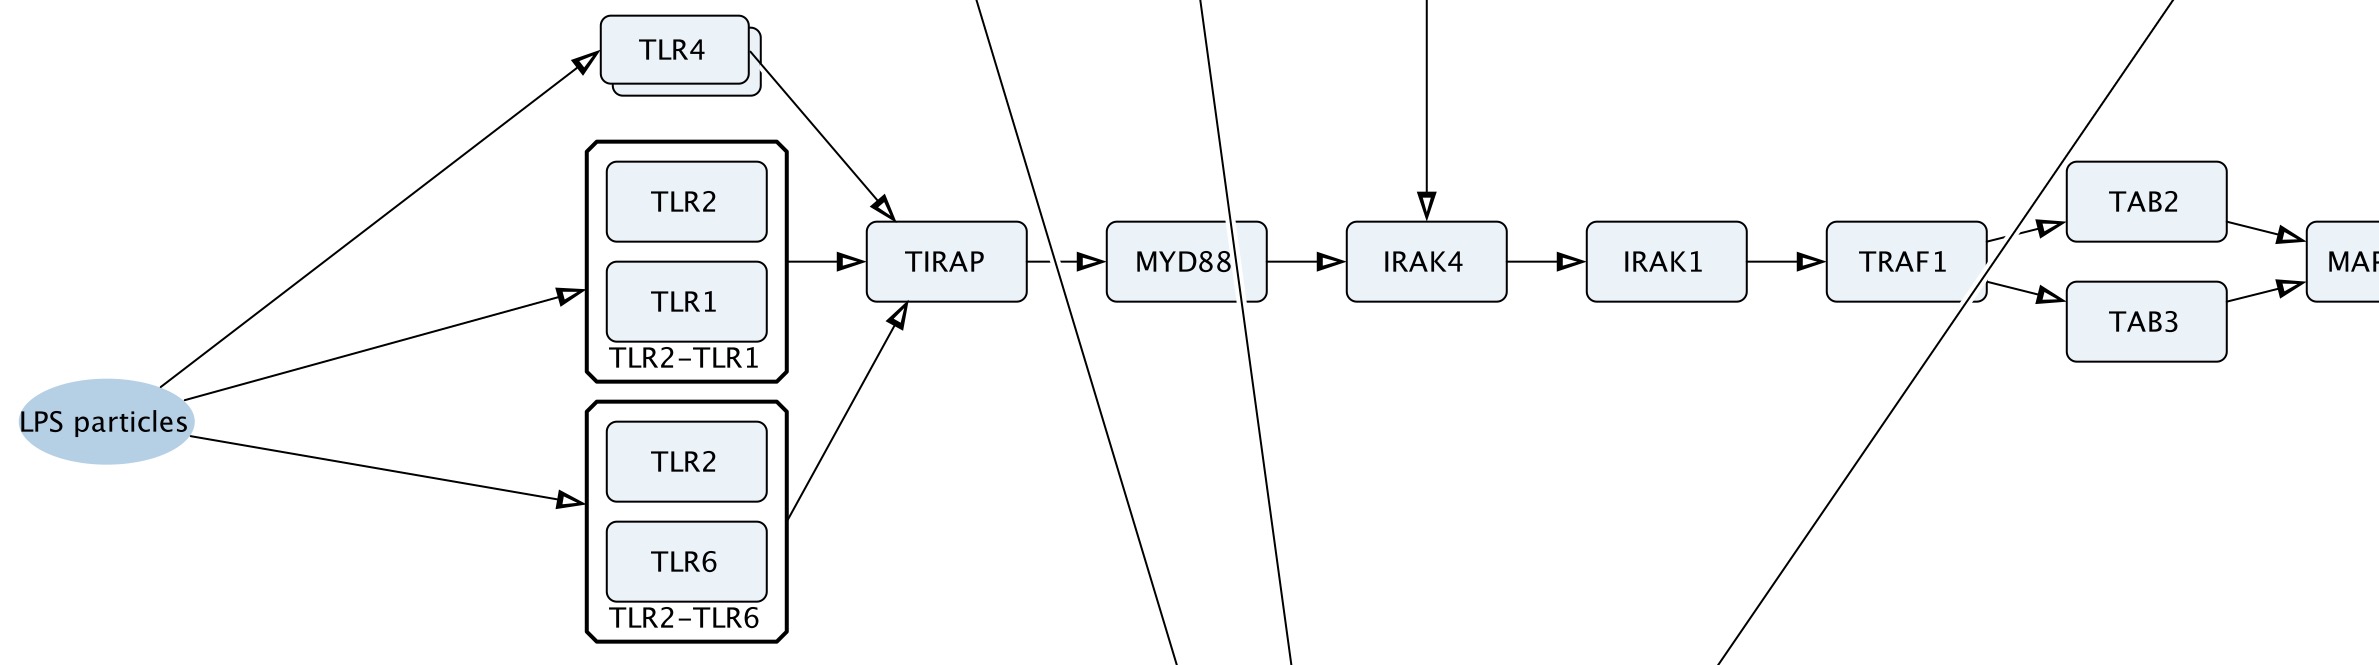 TLR4
TLR2
TLR1
TLR2-TLR1
LPS particles
TLR2
TLR6
TLR2-TLR6
TIRAP
MYD88
IRAK4
IRAK1
TRAF1
TAB2
TAB3